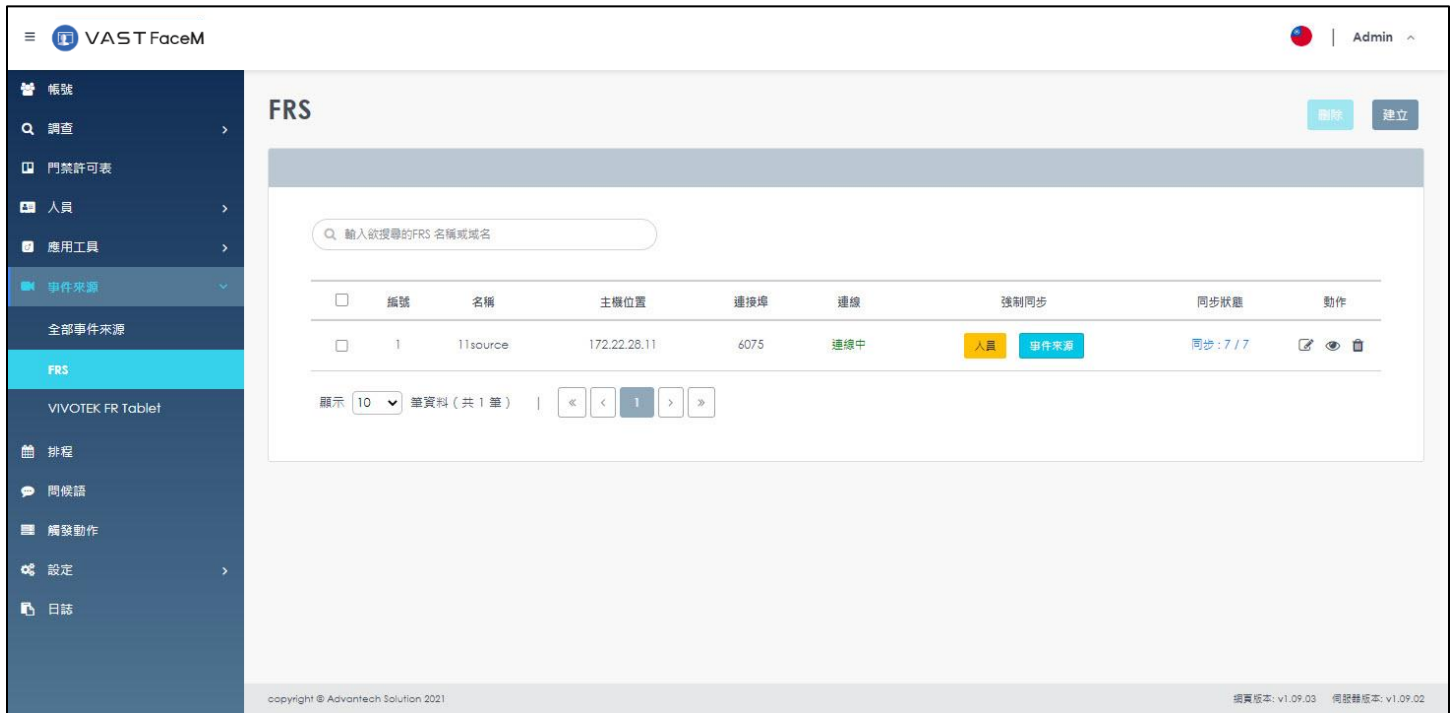 VAST FaceM
Admin
帳號
調查
門禁許可表
人員
應用工具
事件來源
全部事件來源
FRS
VIVOTEK FR Tablet
排程
問候語
觸發動作
設定
日誌
FRS
刪除 建立
輸入欲搜尋的FRS 名稱或域名
編號 名稱 主機位置 連接埠 連線 強制同步 同步狀態 動作
1 11source 172.22.28.11 6075 連線中 人員 事件來源 同步 : 7 / 7
顯示 10 筆資料 ( 共 1 筆 ) | « < 1 > »
copyright © Advantech Solution 2021 網頁版本: v1.09.03 伺服器版本: v1.09.02